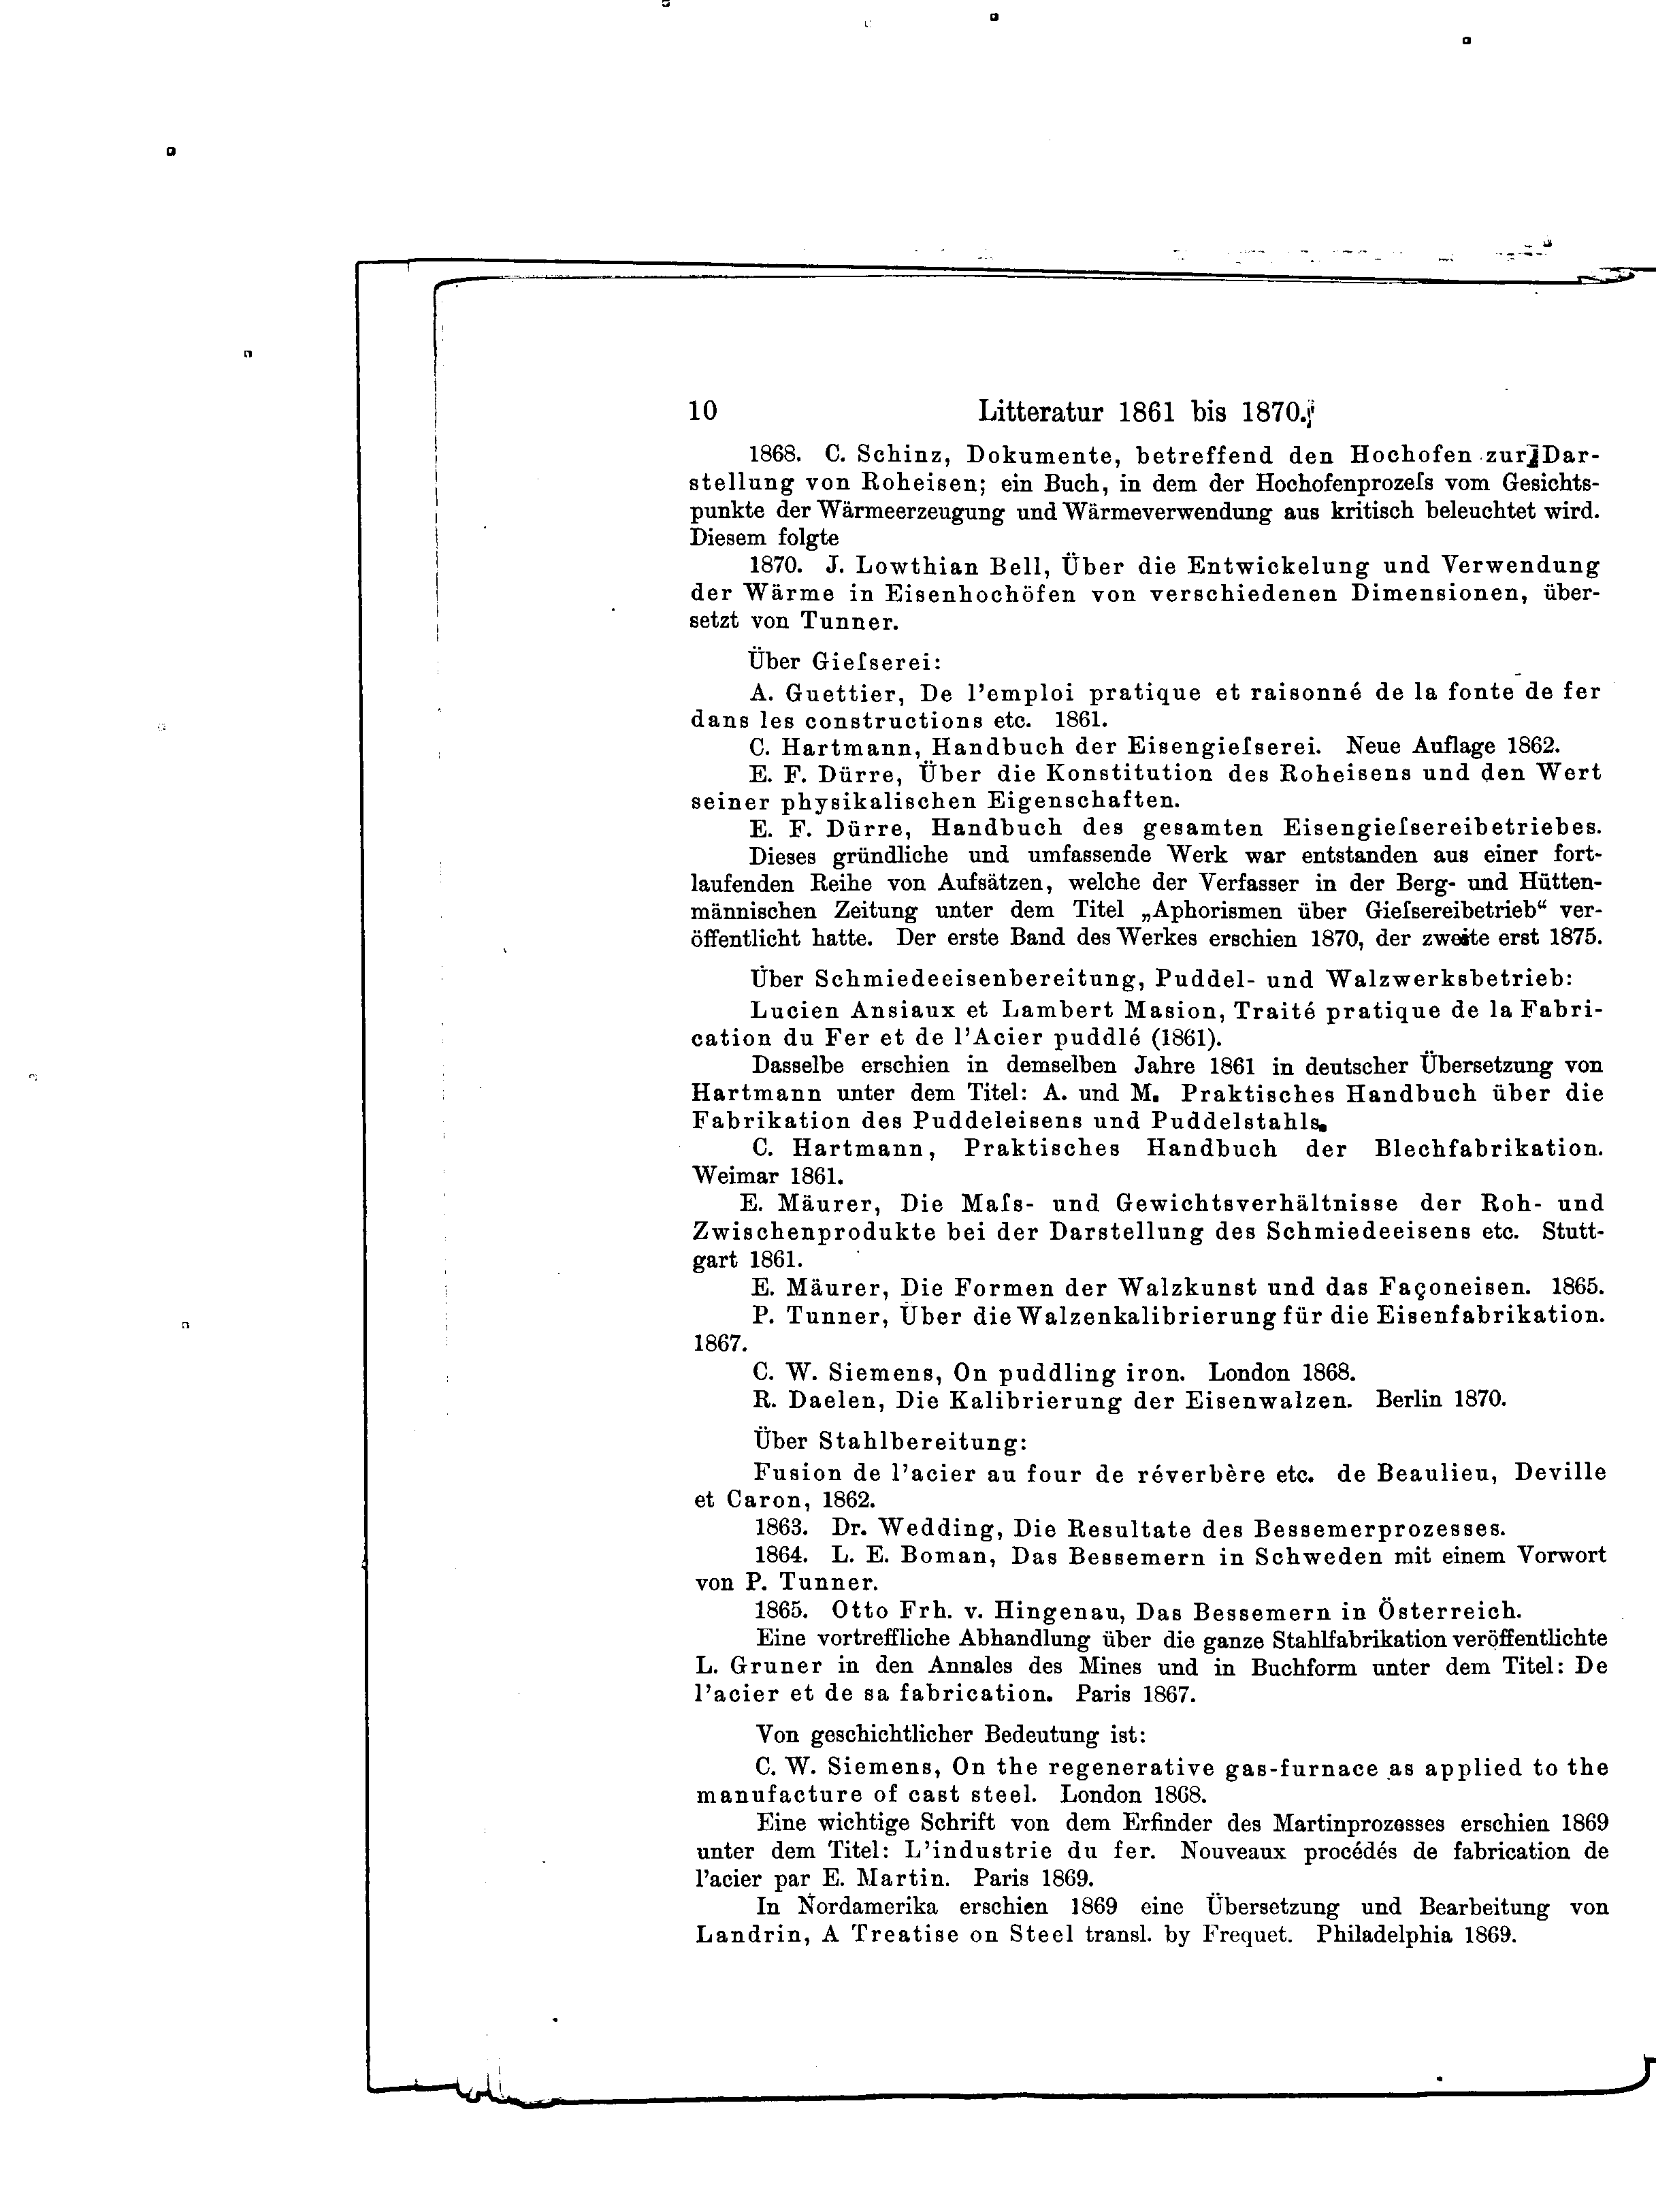 10 Litteratur 1861 bis 1870.
1868. C. Schinz, Dokumente, betreffend den Hochofen zur Dar-
stellung von Roheisen; ein Buch, in dem der Hochofenprozeſs vom Gesichts-
punkte der Wärmeerzeugung und Wärmeverwendung aus kritisch beleuchtet wird.
Diesem folgte
1870. J. Lowthian Bell, Über die Entwickelung und Verwendung
der Wärme in Eisenhochöfen von verschiedenen Dimensionen, über-
setzt von Tunner.
Über Gieſserei:
A. Guettier, De l'emploi pratique et raisonné de la fonte de fer
dans les constructions etc. 1861.
C. Hartmann, Handbuch der Eisengieſserei. Neue Auflage 1862.
E. F. Dürre, Über die Konstitution des Roheisens und den Wert
seiner physikalischen Eigenschaften.
E. F. Dürre, Handbuch des gesamten Eisengieſsereibetriebes.
Dieses gründliche und umfassende Werk war entstanden aus einer fort-
laufenden Reihe von Aufsätzen, welche der Verfasser in der Berg- und Hütten-
männischen Zeitung unter dem Titel „Aphorismen über Gieſsereibetrieb“ ver-
öffentlicht hatte. Der erste Band des Werkes erschien 1870, der zweite erst 1875.
Über Schmiedeeisenbereitung, Puddel- und Walzwerksbetrieb:
Lucien Ansiaux et Lambert Masion, Traité pratique de la Fabri-
cation du Fer et de l'Acier puddlé (1861).
Dasselbe erschien in demselben Jahre 1861 in deutscher Übersetzung von
Hartmann unter dem Titel: A. und M. Praktisches Handbuch über die
Fabrikation des Puddeleisens und Puddelstahls.
C. Hartmann, Praktisches Handbuch der Blechfabrikation.
Weimar 1861.
E. Mäurer, Die Maſs- und Gewichtsverhältnisse der Roh- und
Zwischenprodukte bei der Darstellung des Schmiedeeisens etc. Stutt-
gart 1861.
E. Mäurer, Die Formen der Walzkunst und das Façoneisen. 1865.
P. Tunner, Über die Walzenkalibrierung für die Eisenfabrikation.
1867.
C. W. Siemens, On puddling iron. London 1868.
R. Daelen, Die Kalibrierung der Eisenwalzen. Berlin 1870.
Über Stahlbereitung:
Fusion de l'acier au four de réverbère etc. de Beaulieu, Deville
et Caron, 1862.
1863. Dr. Wedding, Die Resultate des Bessemerprozesses.
1864. L. E. Boman, Das Bessemern in Schweden mit einem Vorwort
von P. Tunner.
1865. Otto Frh. v. Hingenau, Das Bessemern in Österreich.
Eine vortreffliche Abhandlung über die ganze Stahlfabrikation veröffentlichte
L. Gruner in den Annales des Mines und in Buchform unter dem Titel: De
l'acier et de sa fabrication. Paris 1867.
Von geschichtlicher Bedeutung ist:
C. W. Siemens, On the regenerative gas-furnace as applied to the
manufacture of cast steel. London 1868.
Eine wichtige Schrift von dem Erfinder des Martinprozesses erschien 1869
unter dem Titel: L'industrie du fer. Nouveaux procédés de fabrication de
l'acier par E. Martin. Paris 1869.
In Nordamerika erschien 1869 eine Übersetzung und Bearbeitung von
Landrin, A Treatise on Steel transl. by Frequet. Philadelphia 1869.